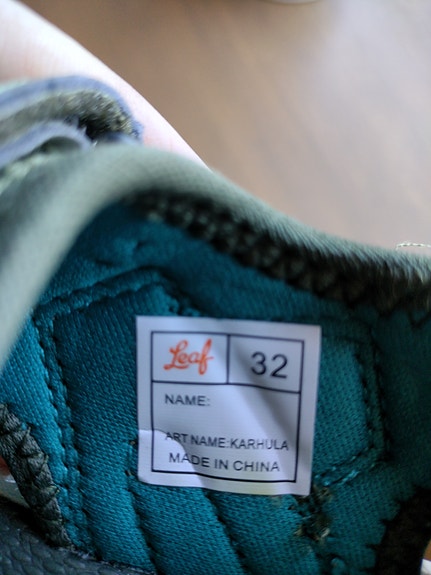 Leaf 32
NAME:
ART NAME:KARHULA
MADE IN CHINA